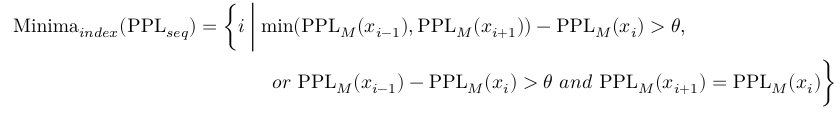 Minima_{index}(PPL_{seq}) = { i | min(PPL_M(x_{i−1}), PPL_M(x_{i+1})) − PPL_M(x_i) > θ,
or PPL_M(x_{i−1}) − PPL_M(x_i) > θ and PPL_M(x_{i+1}) = PPL_M(x_i) }